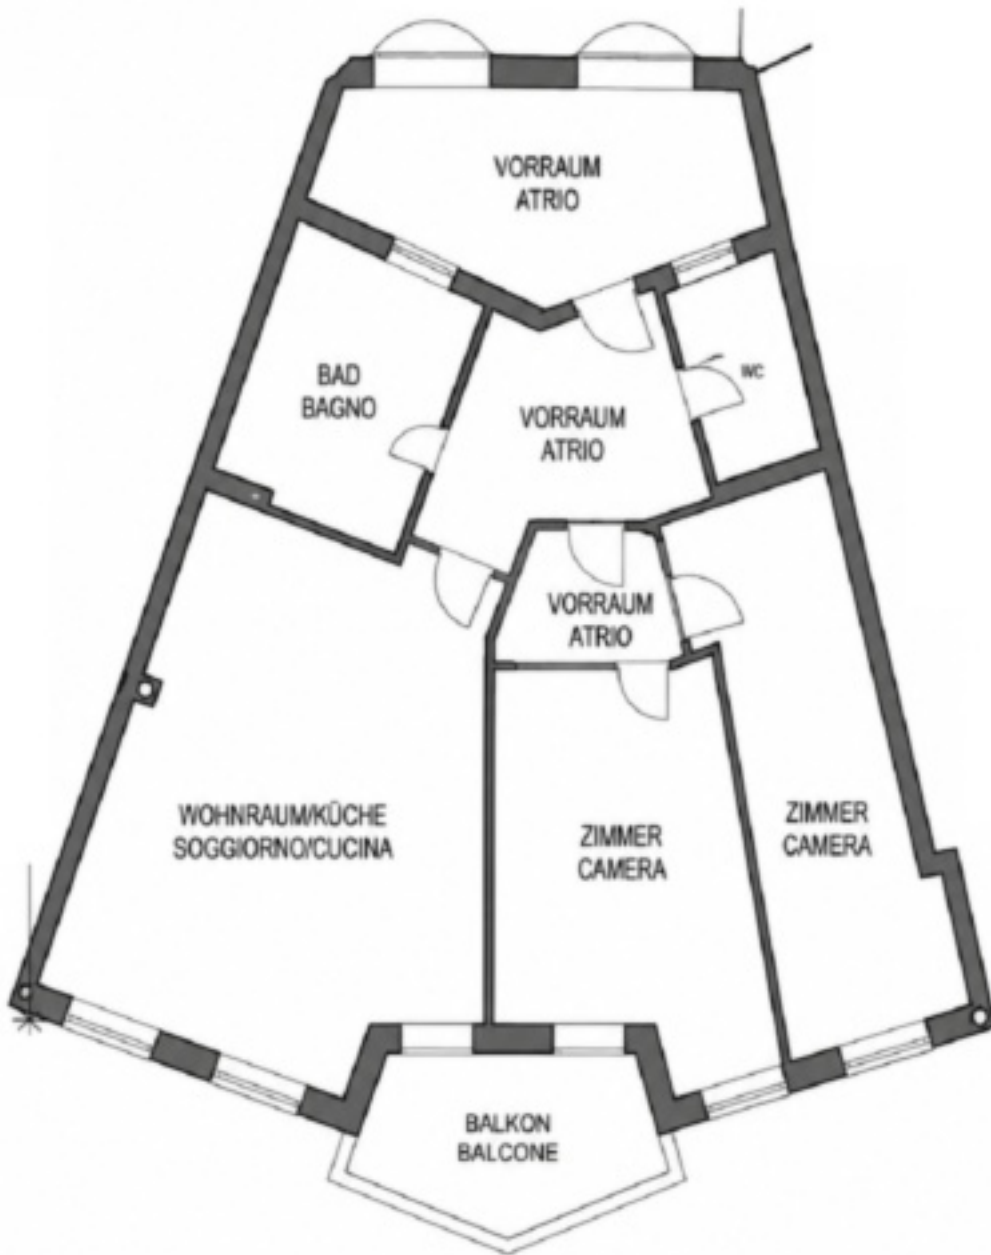 VORRAUM
ATRIO
BAD
BAGNO
WC
VORRAUM
ATRIO
VORRAUM
ATRIO
WOHNRAUM/KÜCHE
SOGGIORNO/CUCINA
ZIMMER
CAMERA
ZIMMER
CAMERA
BALKON
BALCONE